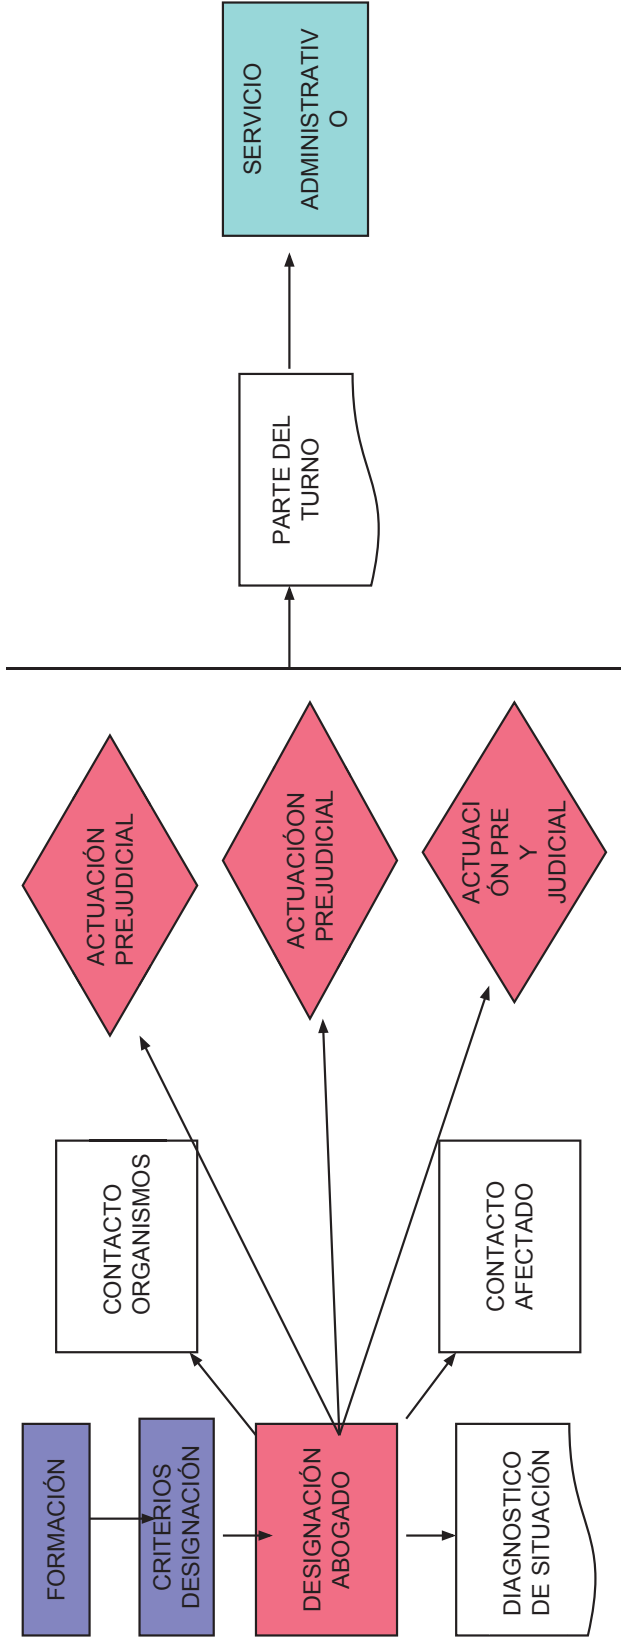 FORMACIÓN
CRITERIOS
DESIGNACIÓN
DESIGNACIÓN
ABOGADO
DIAGNOSTICO
DE SITUACIÓN
CONTACTO
ORGANISMOS
CONTACTO
AFECTADO
ACTUACIÓN
PREJUDICIAL
ACTUACIÓON
PREJUDICIAL
ACTUACI
ÓN PRE
Y
JUDICIAL
PARTE DEL
TURNO
SERVICIO
ADMINISTRATIV
O